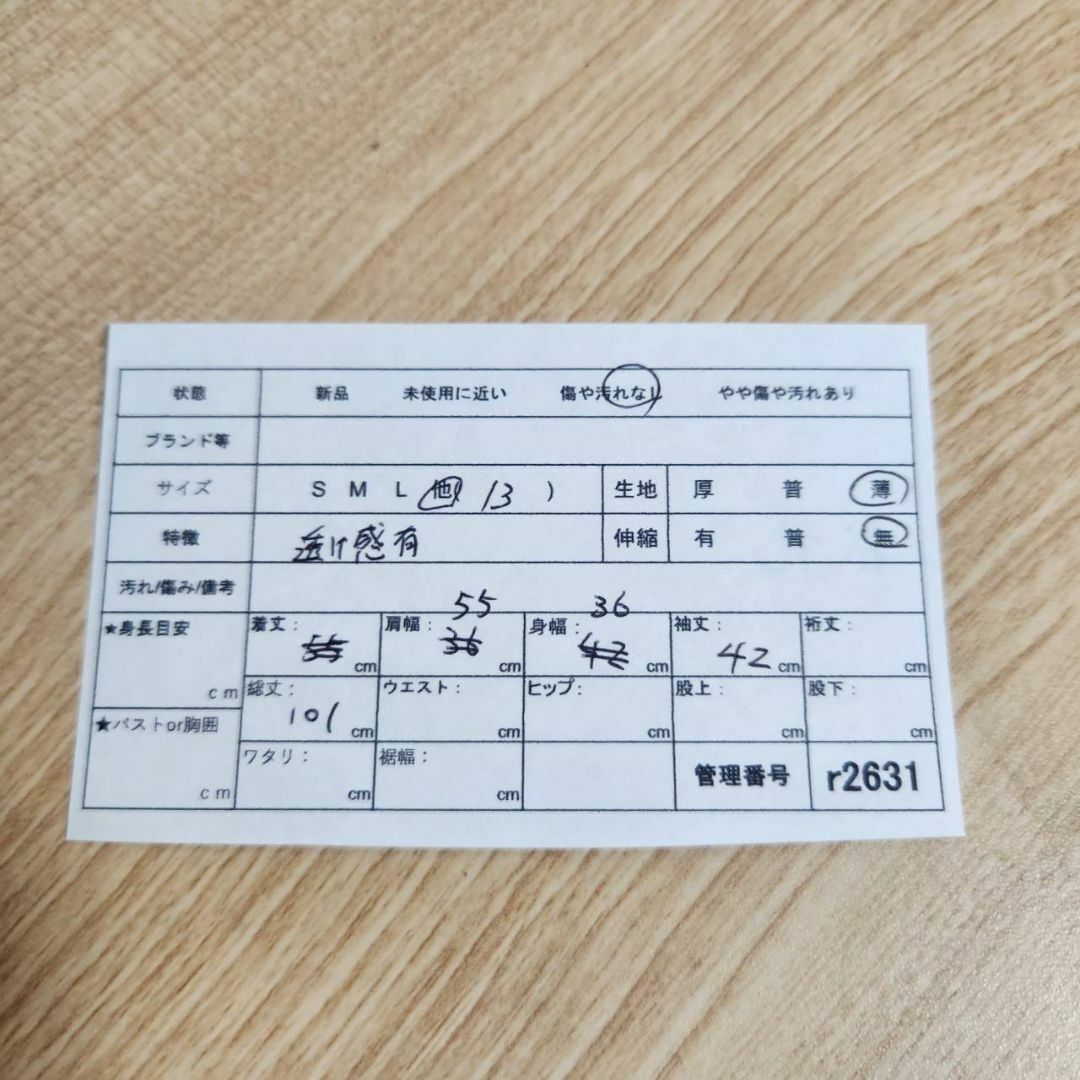 状態 新品 未使用に近い 傷や汚れなし やや傷や汚れあり
ブランド等
サイズ S M L 他( 13 ) 生地 厚 普 薄
特徴 透け感有 伸縮 有 普 無
汚れ/傷み/備考
55 36
★身長目安 cm 着丈: 55 cm 肩幅: 36 cm 身幅: 42 cm 袖丈: 42 cm 裄丈: cm
総丈: 101 cm ウエスト: cm ヒップ: cm 股上: cm 股下: cm
★バストor胸囲 cm ワタリ: cm 裾幅: cm 管理番号 r2631